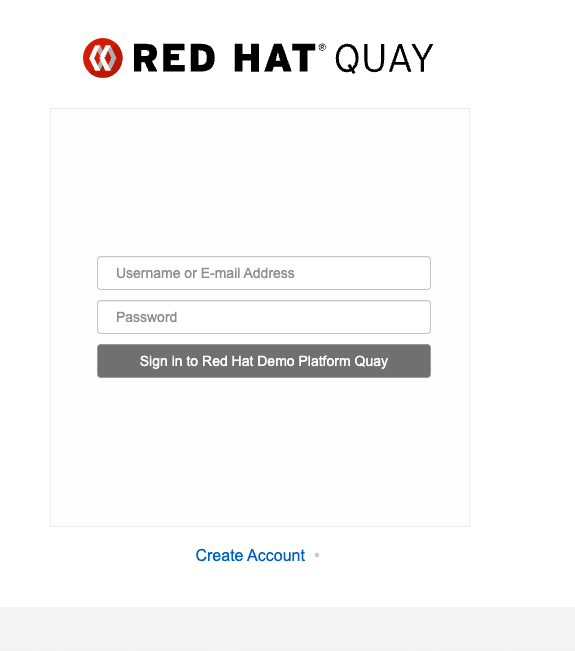 RED HAT® QUAY
Username or E-mail Address
Password
Sign in to Red Hat Demo Platform Quay
Create Account •